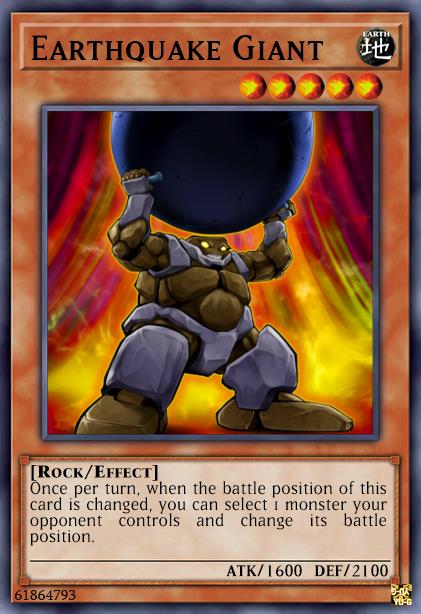 EARTHQUAKE GIANT
EARTH
地
[ROCK/EFFECT]
Once per turn, when the battle position of this
card is changed, you can select 1 monster your
opponent controls and change its battle
position.
ATK/1600 DEF/2100
61864793